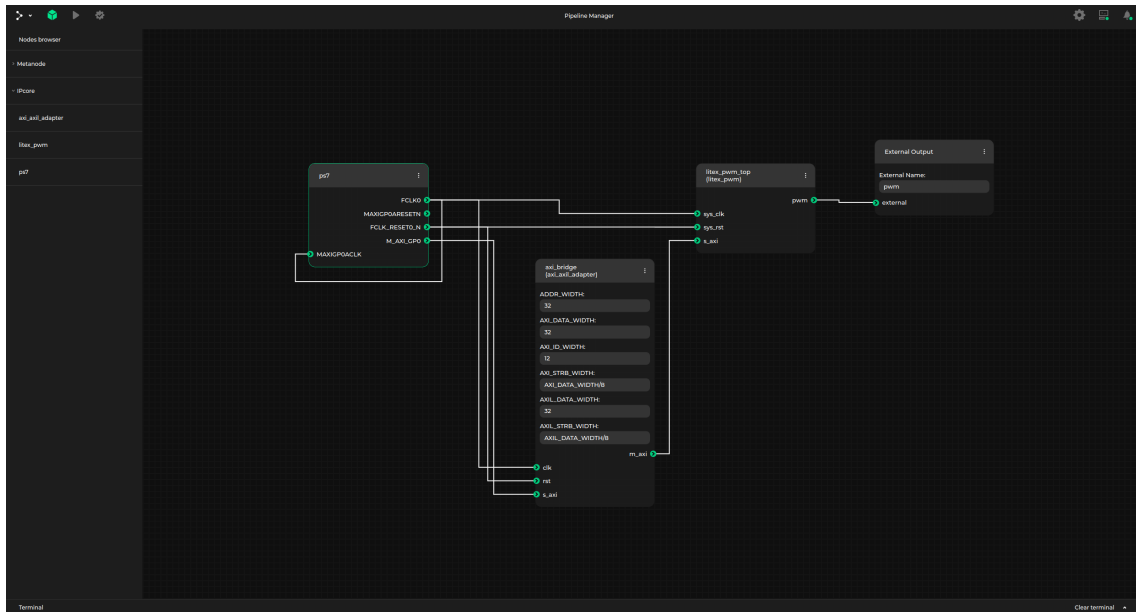 Pipeline Manager
Nodes browser
Metanode
IPcore
axi_axil_adapter
litex_pwm
ps7
ps7
FCLK0
MAXIGP0ARESETN
FCLK_RESET0_N
M_AXI_GP0
MAXIGP0ACLK
axi_bridge
(axi_axil_adapter)
ADDR_WIDTH:
32
AXI_DATA_WIDTH:
32
AXI_ID_WIDTH:
12
AXI_STRB_WIDTH:
AXI_DATA_WIDTH/8
AXIL_DATA_WIDTH:
32
AXIL_STRB_WIDTH:
AXIL_DATA_WIDTH/8
m_axi
clk
rst
s_axi
litex_pwm_top
(litex_pwm)
pwm
sys_clk
sys_rst
s_axi
External Output
External Name:
pwm
external
Terminal
Clear terminal